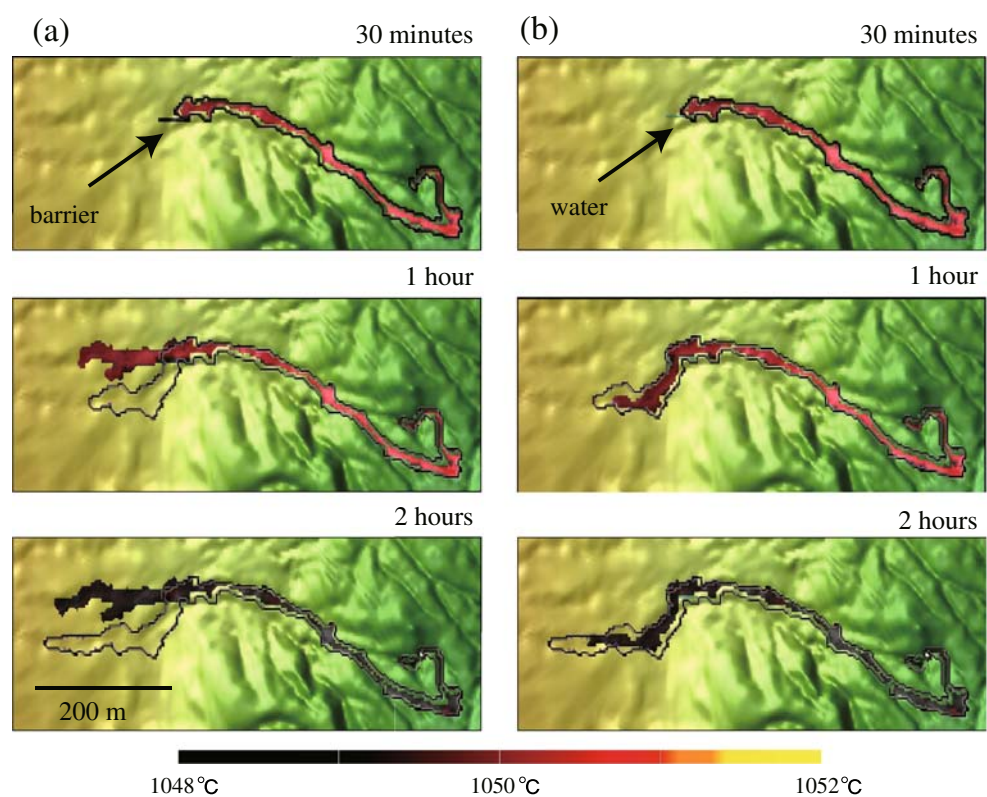 (a)
30 minutes
(b)
30 minutes
barrier
water
1 hour
1 hour
2 hours
2 hours
200 m
1048℃
1050℃
1052℃